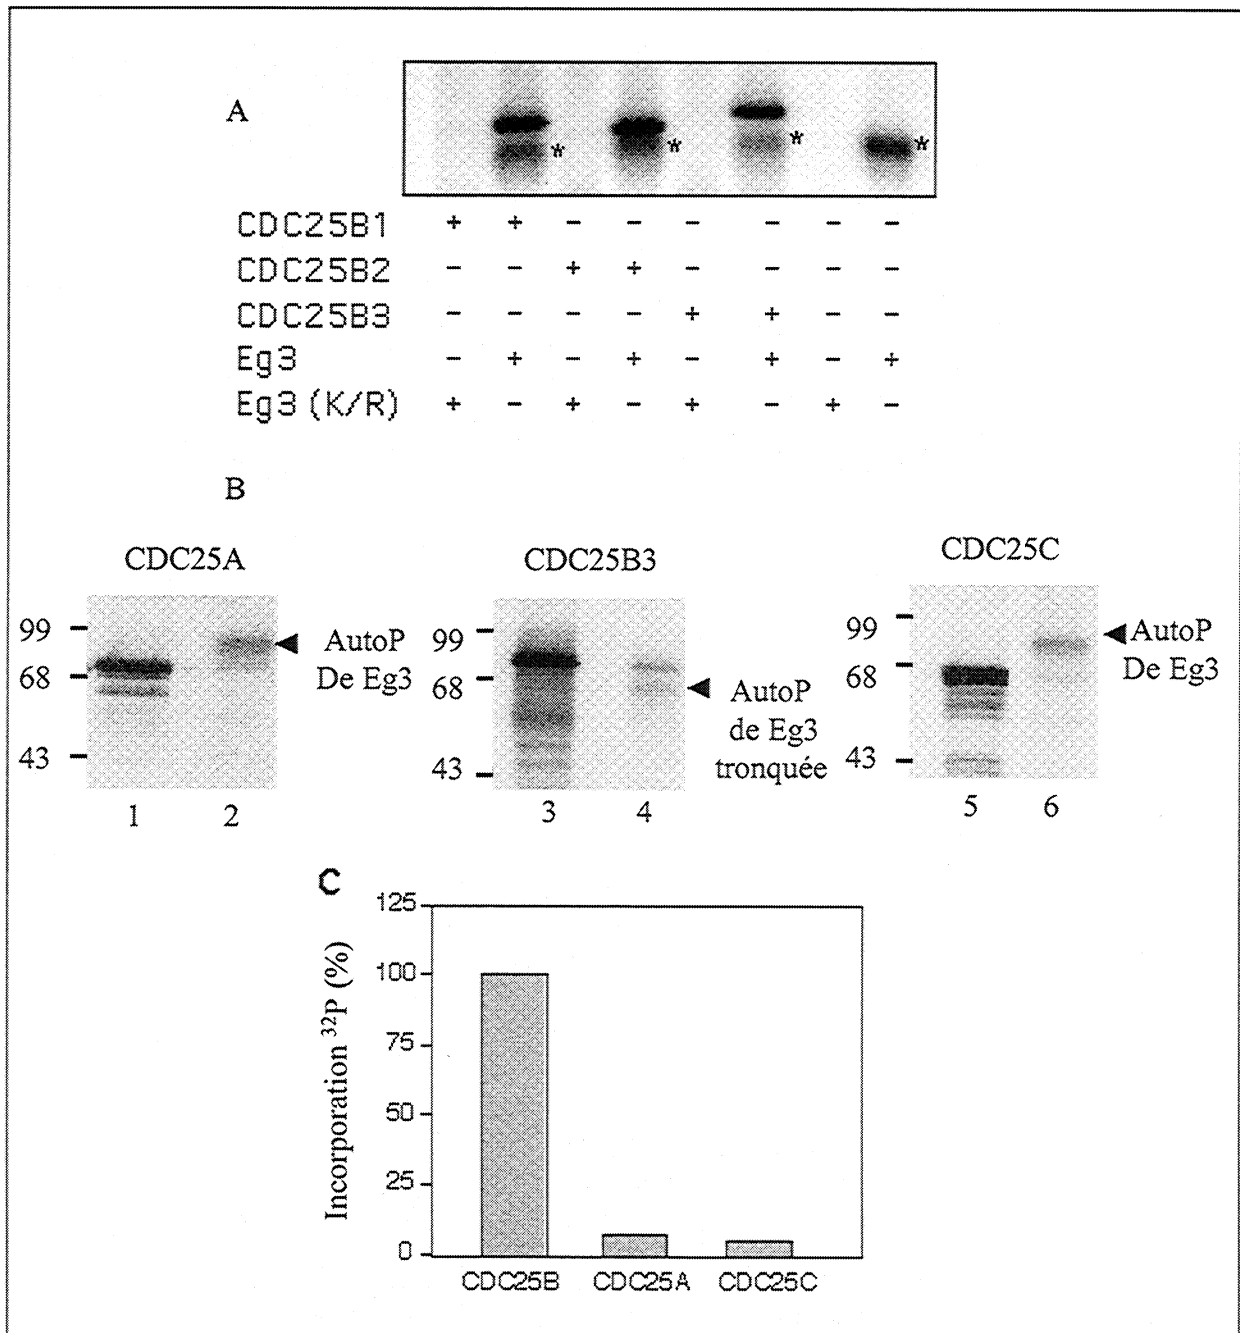 A
* * * *
CDC25B1 + + – – – – – –
CDC25B2 – – + + – – – –
CDC25B3 – – – – + + – –
Eg3 – + – + – + – +
Eg3 (K/R) + – + – + – + –
B
CDC25A
99
68
43
AutoP
De Eg3
1 2
CDC25B3
99
68
43
AutoP
de Eg3
tronquée
3 4
CDC25C
99
68
43
AutoP
De Eg3
5 6
C
Incorporation ³²P (%)
125
100
75
50
25
0
CDC25B CDC25A CDC25C